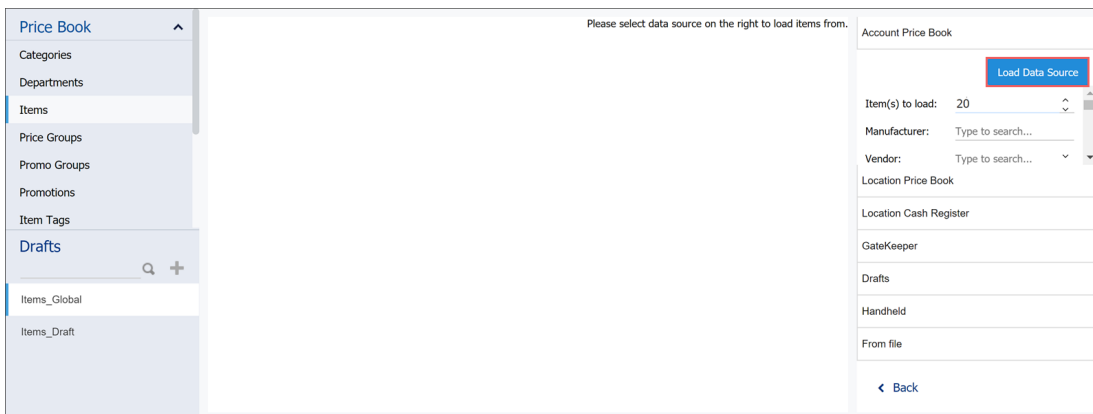 Price Book
Categories
Departments
Items
Price Groups
Promo Groups
Promotions
Item Tags
Drafts
Items_Global
Items_Draft
Please select data source on the right to load items from.
Account Price Book
Load Data Source
Item(s) to load: 20
Manufacturer: Type to search...
Vendor: Type to search...
Location Price Book
Location Cash Register
GateKeeper
Drafts
Handheld
From file
Back